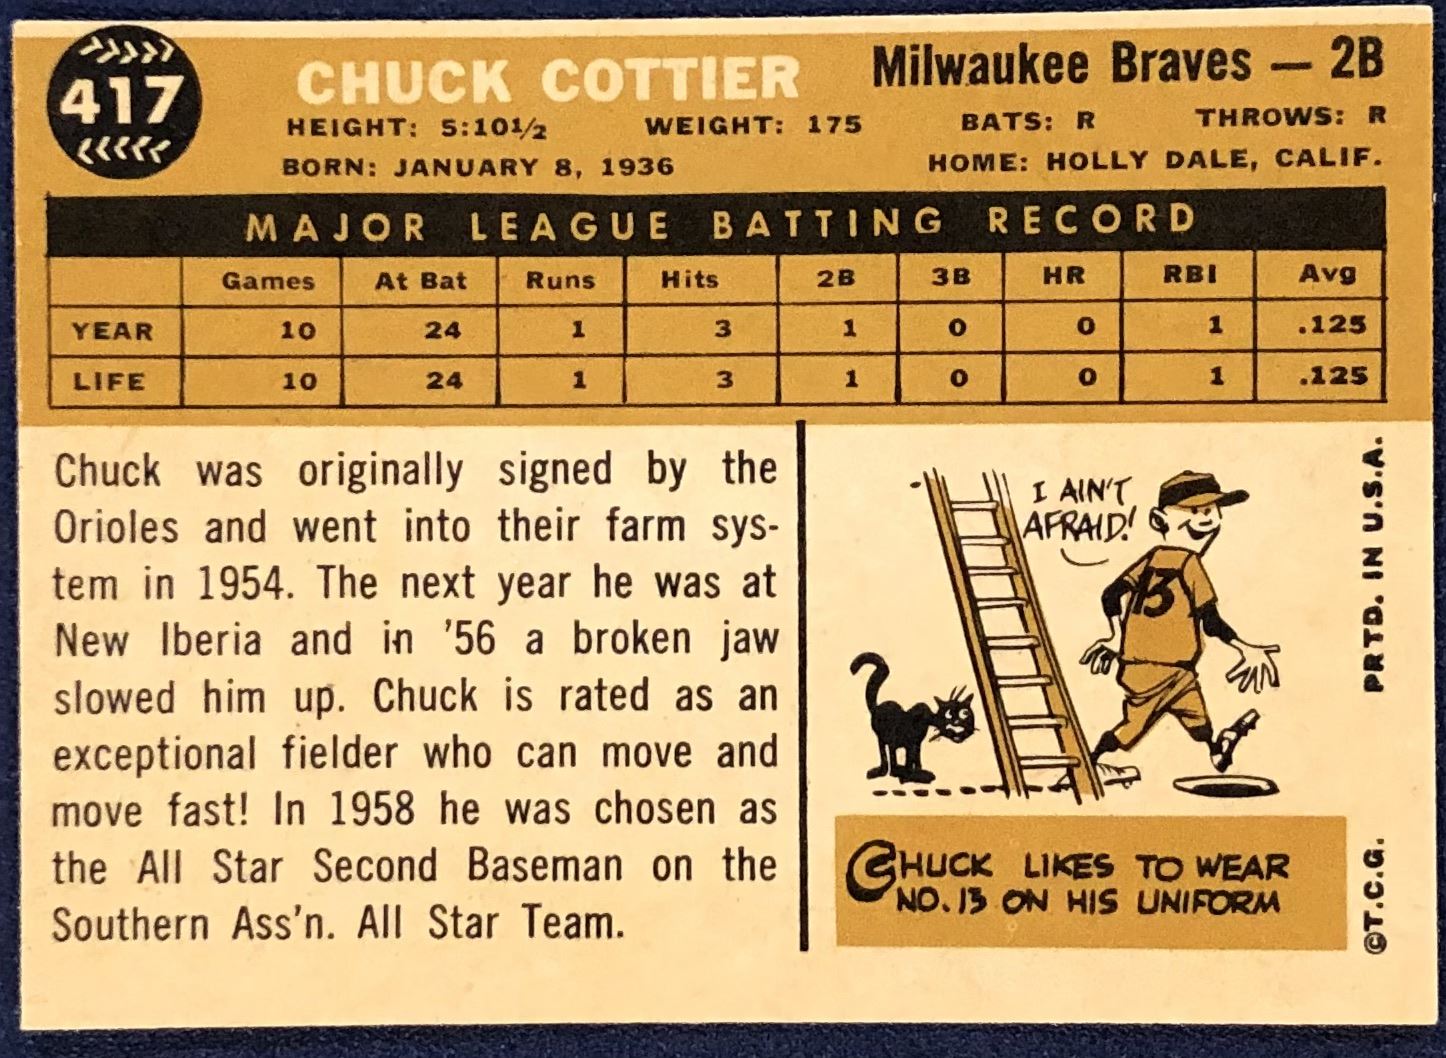 417
CHUCK COTTIER
Milwaukee Braves — 2B
HEIGHT: 5:10½ WEIGHT: 175 BATS: R THROWS: R
BORN: JANUARY 8, 1936 HOME: HOLLY DALE, CALIF.
MAJOR LEAGUE BATTING RECORD
Games At Bat Runs Hits 2B 3B HR RBI Avg
YEAR 10 24 1 3 1 0 0 1 .125
LIFE 10 24 1 3 1 0 0 1 .125
Chuck was originally signed by the
Orioles and went into their farm sys-
tem in 1954. The next year he was at
New Iberia and in '56 a broken jaw
slowed him up. Chuck is rated as an
exceptional fielder who can move and
move fast! In 1958 he was chosen as
the All Star Second Baseman on the
Southern Ass'n. All Star Team.
I AIN'T
AFRAID!
13
CHUCK LIKES TO WEAR
NO. 13 ON HIS UNIFORM
©T.C.G. PRTD. IN U.S.A.